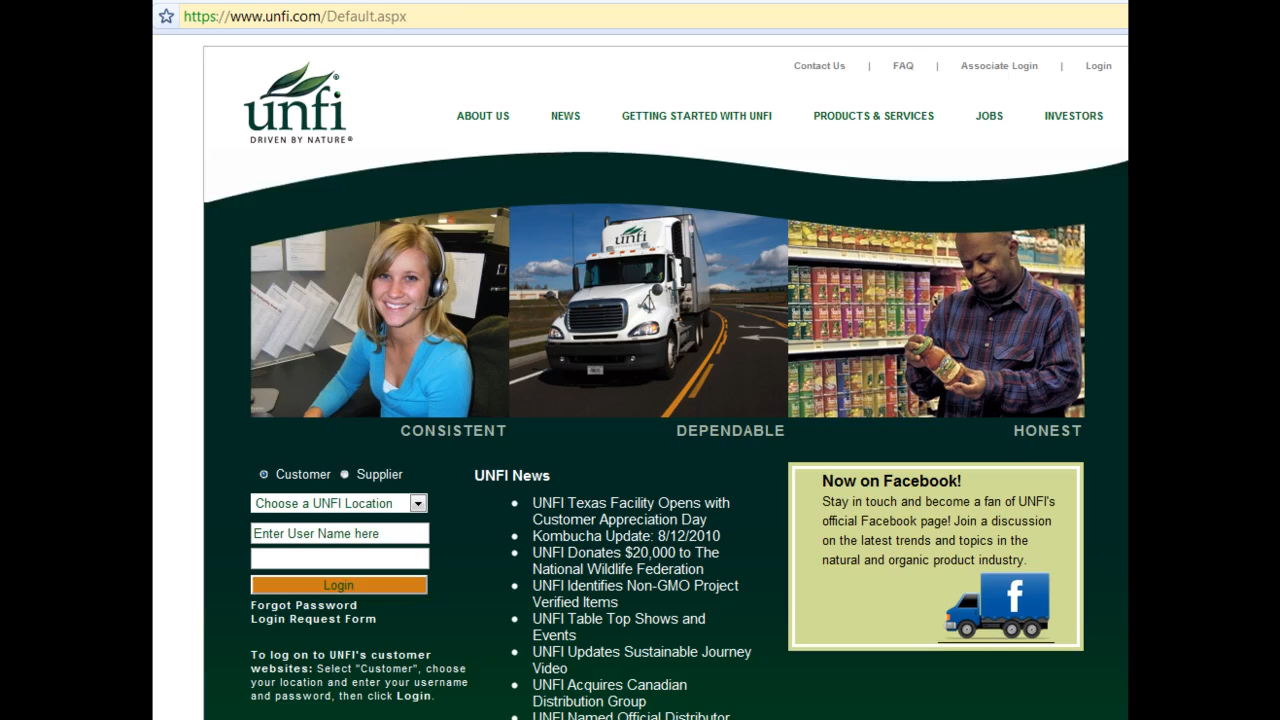 https://www.unfi.com/Default.aspx
Contact Us | FAQ | Associate Login | Login
unfi®
DRIVEN BY NATURE®
ABOUT US NEWS GETTING STARTED WITH UNFI PRODUCTS & SERVICES JOBS INVESTORS
unfi
CONSISTENT DEPENDABLE HONEST
Customer Supplier
Choose a UNFI Location
Enter User Name here
Login
Forgot Password
Login Request Form
To log on to UNFI's customer
websites: Select "Customer", choose
your location and enter your username
and password, then click Login.
UNFI News
UNFI Texas Facility Opens with
Customer Appreciation Day
Kombucha Update: 8/12/2010
UNFI Donates $20,000 to The
National Wildlife Federation
UNFI Identifies Non-GMO Project
Verified Items
UNFI Table Top Shows and
Events
UNFI Updates Sustainable Journey
Video
UNFI Acquires Canadian
Distribution Group
UNFI Named Official Distributor
Now on Facebook!
Stay in touch and become a fan of UNFI's
official Facebook page! Join a discussion
on the latest trends and topics in the
natural and organic product industry.
f